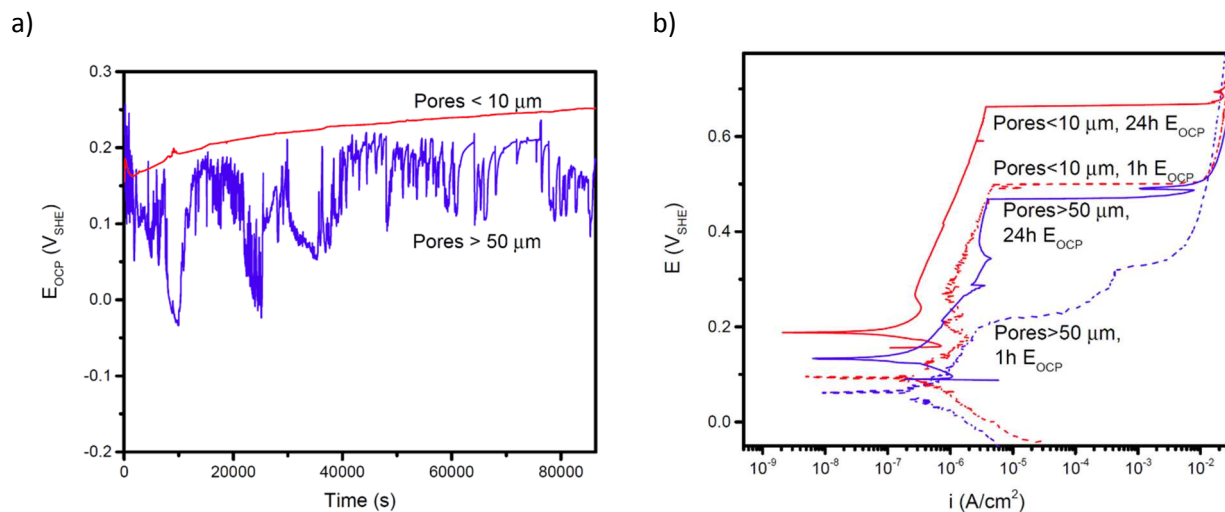 a)
b)
0.3
0.2
0.1
0.0
-0.1
-0.2
E_OCP (V_SHE)
Pores < 10 μm
Pores > 50 μm
0
20000
40000
60000
80000
Time (s)
0.6
0.4
0.2
0.0
E (V_SHE)
Pores<10 μm, 24h E_OCP
Pores<10 μm, 1h E_OCP
Pores>50 μm,
24h E_OCP
Pores>50 μm,
1h E_OCP
10⁻⁹
10⁻⁸
10⁻⁷
10⁻⁶
10⁻⁵
10⁻⁴
10⁻³
10⁻²
i (A/cm²)